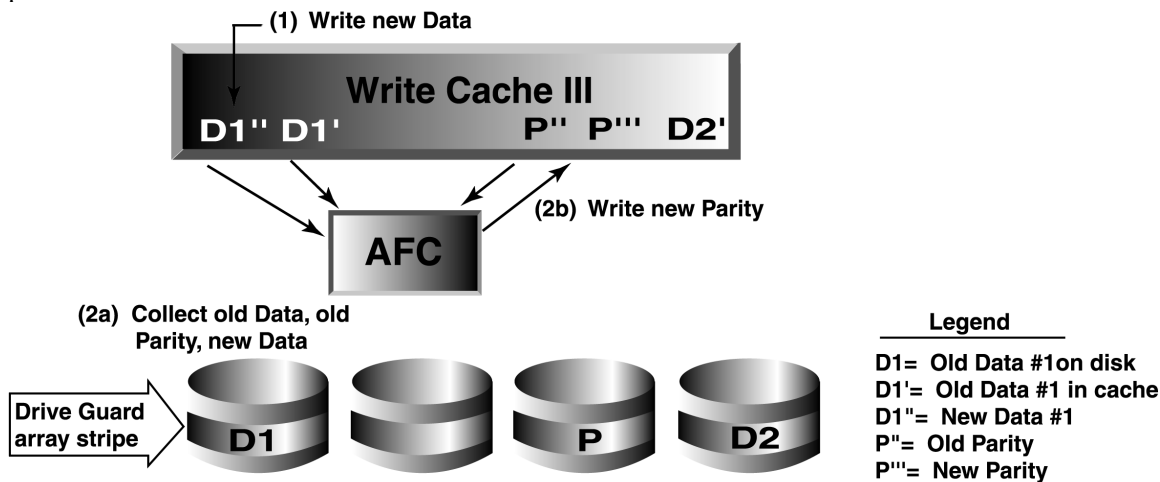 (1) Write new Data
Write Cache III
D1" D1' P" P''' D2'
(2b) Write new Parity
AFC
(2a) Collect old Data, old
Parity, new Data
Drive Guard
array stripe
D1 P D2
Legend
D1= Old Data #1on disk
D1'= Old Data #1 in cache
D1"= New Data #1
P"= Old Parity
P'''= New Parity